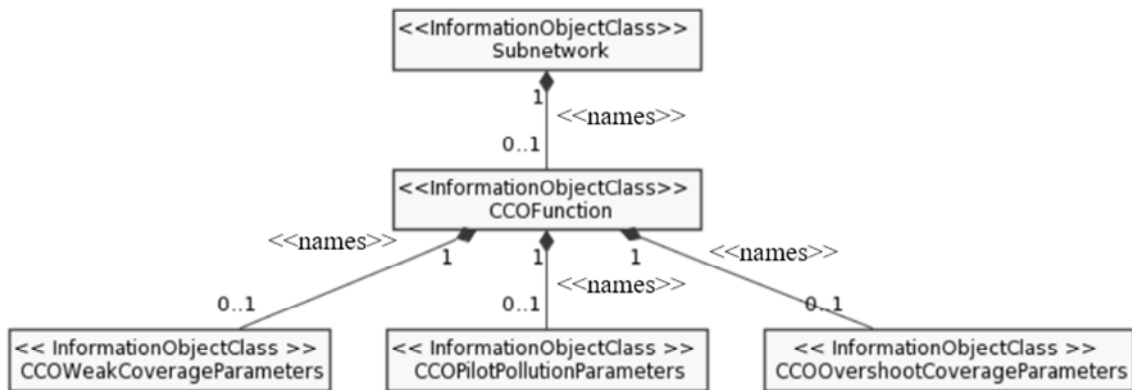 <<InformationObjectClass>>
Subnetwork
1
<<names>>
0..1
<<InformationObjectClass>>
CCOFunction
<<names>>
1
1
1
<<names>>
0..1
0..1
<<names>>
0..1
<< InformationObjectClass >>
CCOWeakCoverageParameters
<< InformationObjectClass >>
CCOPilotPollutionParameters
<< InformationObjectClass >>
CCOOvershootCoverageParameters